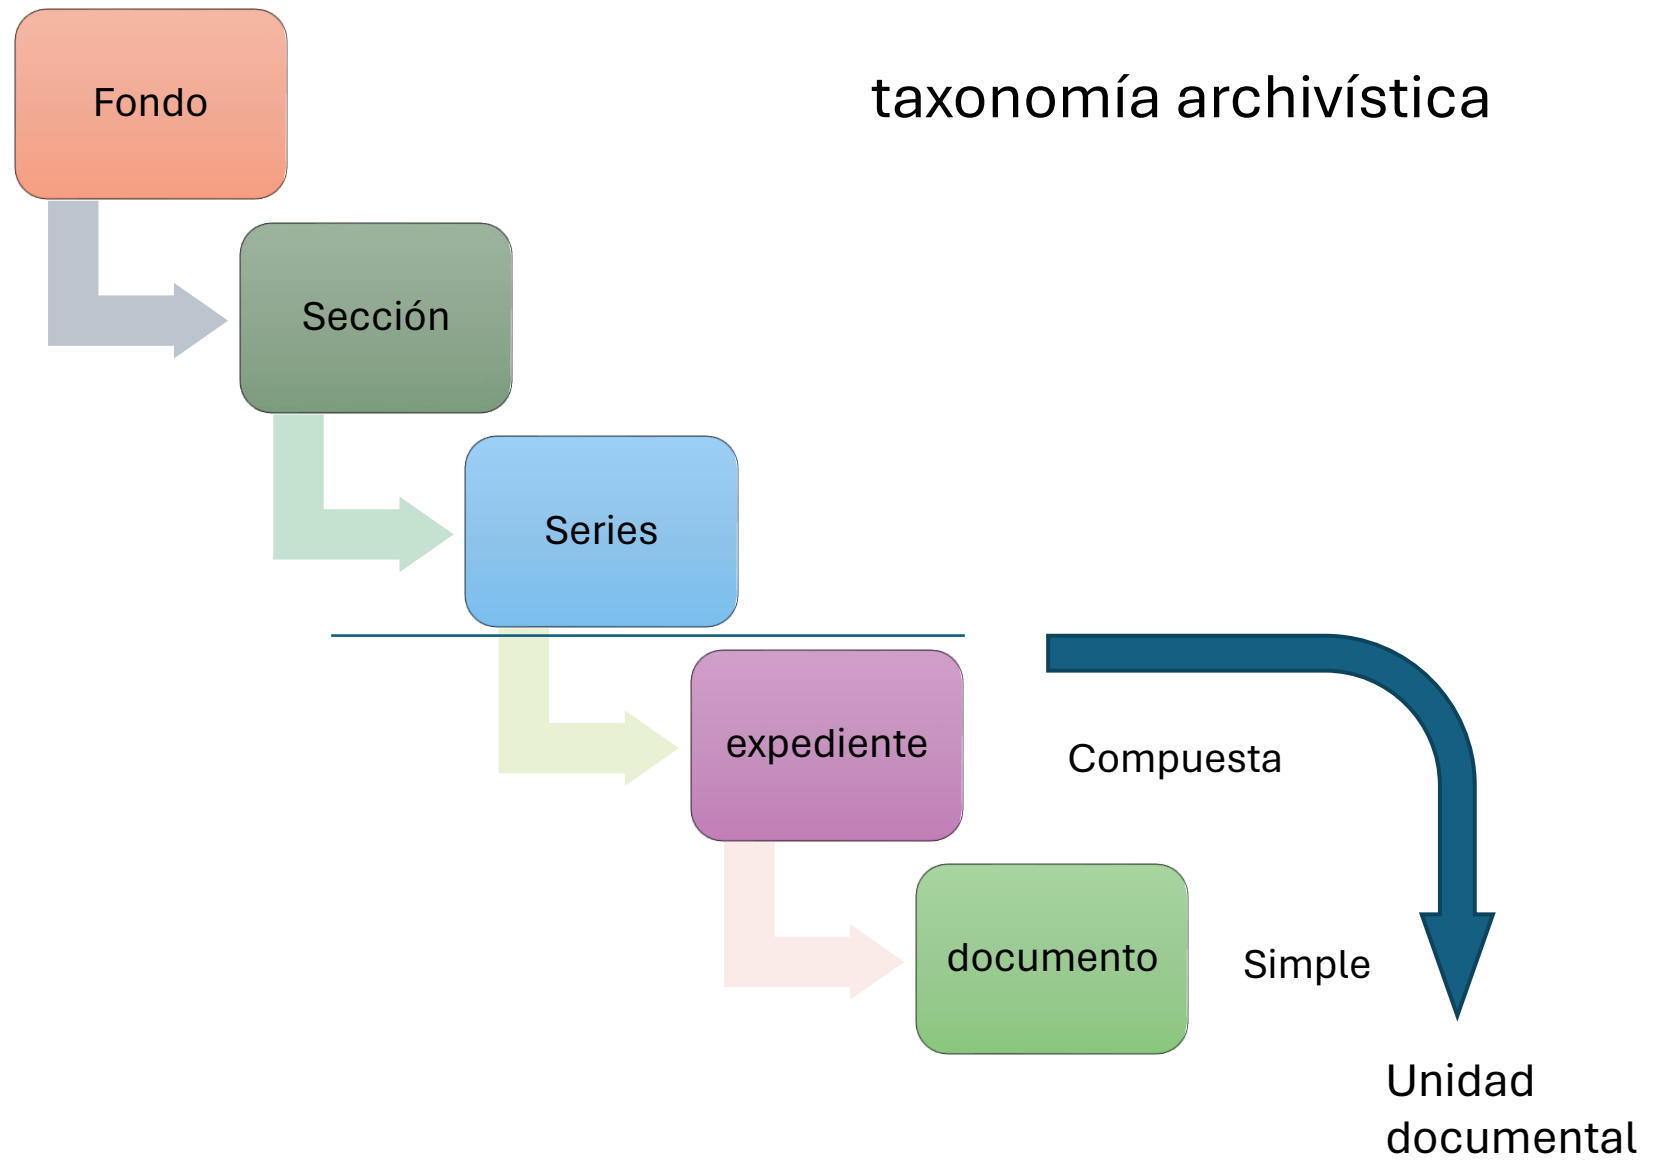 Fondo
taxonomía archivística
Sección
Series
expediente
Compuesta
documento
Simple
Unidad
documental